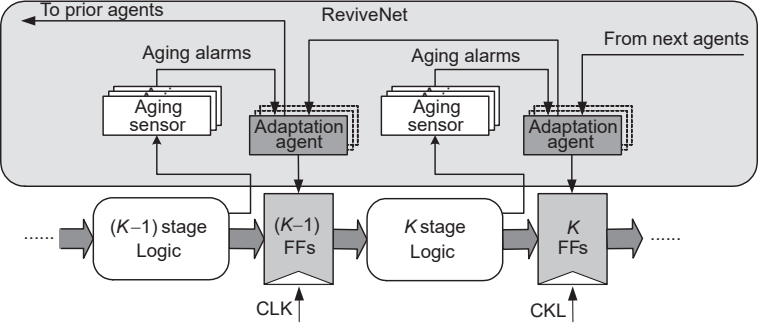 To prior agents
ReviveNet
Aging alarms
Aging alarms
From next agents
Aging
sensor
Adaptation
agent
Aging
sensor
Adaptation
agent
......
(K−1) stage
Logic
(K−1)
FFs
K stage
Logic
K
FFs
......
CLK
CKL